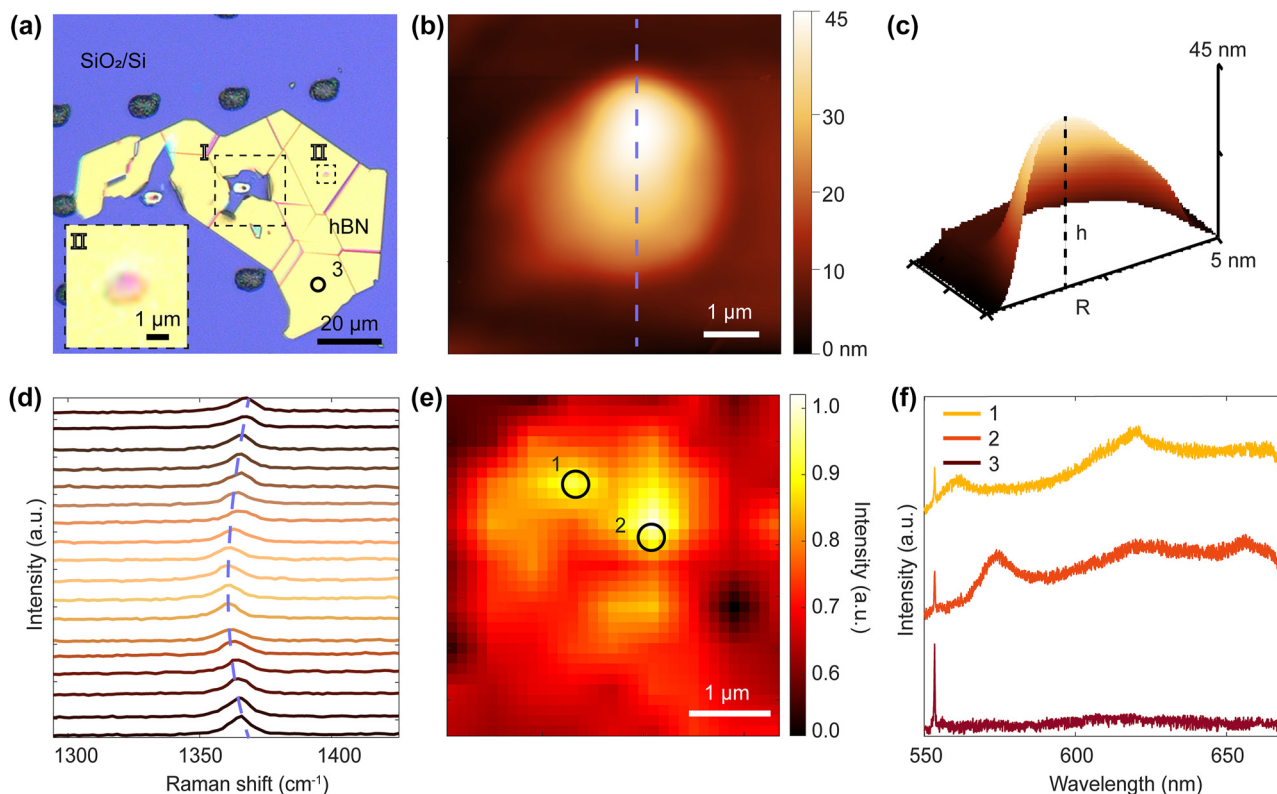 (a)
SiO₂/Si
I
II
hBN
3
II
1 µm
20 µm
(b)
1 µm
45
30
20
10
0 nm
(c)
45 nm
h
R
5 nm
(d)
Intensity (a.u.)
1300
1360
1400
Raman shift (cm⁻¹)
(e)
1
2
1 µm
1.0
0.9
0.8
0.7
0.6
0.0
Intensity (a.u.)
(f)
1
2
3
Intensity (a.u.)
550
600
650
Wavelength (nm)